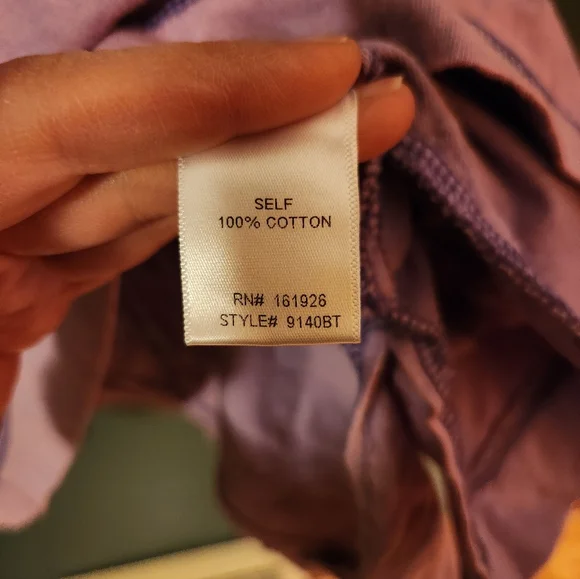 SELF
100% COTTON
RN# 161926
STYLE# 9140BT